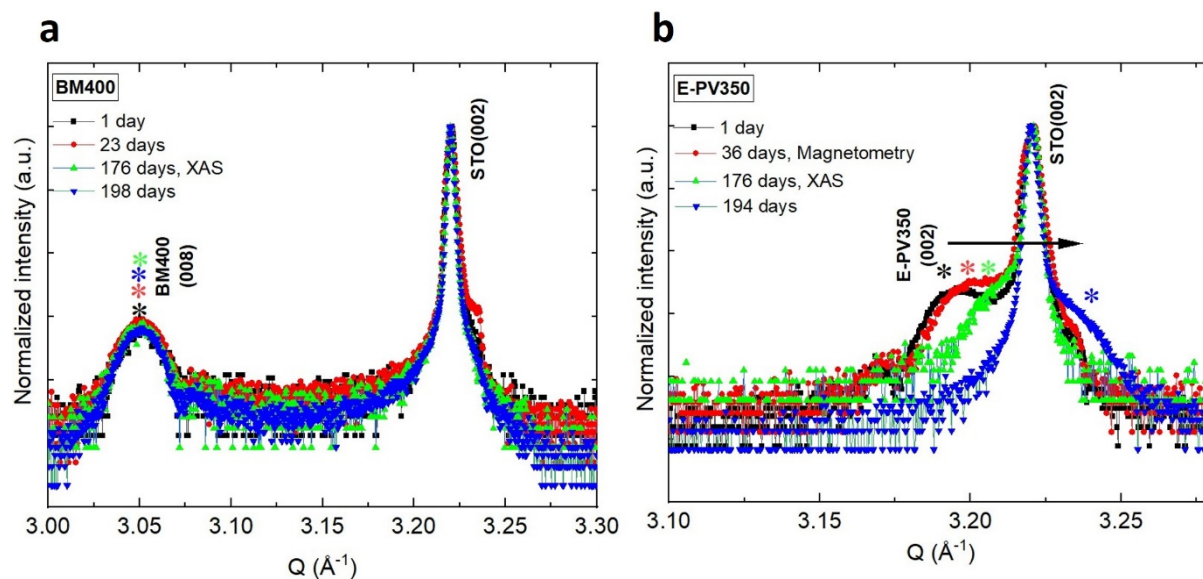 a
BM400
1 day
23 days
176 days, XAS
198 days
BM400
(008)
STO(002)
Normalized intensity (a.u.)
3.00 3.05 3.10 3.15 3.20 3.25 3.30
Q (Å⁻¹)
b
E-PV350
1 day
36 days, Magnetometry
176 days, XAS
194 days
E-PV350
(002)
STO(002)
Normalized intensity (a.u.)
3.10 3.15 3.20 3.25
Q (Å⁻¹)